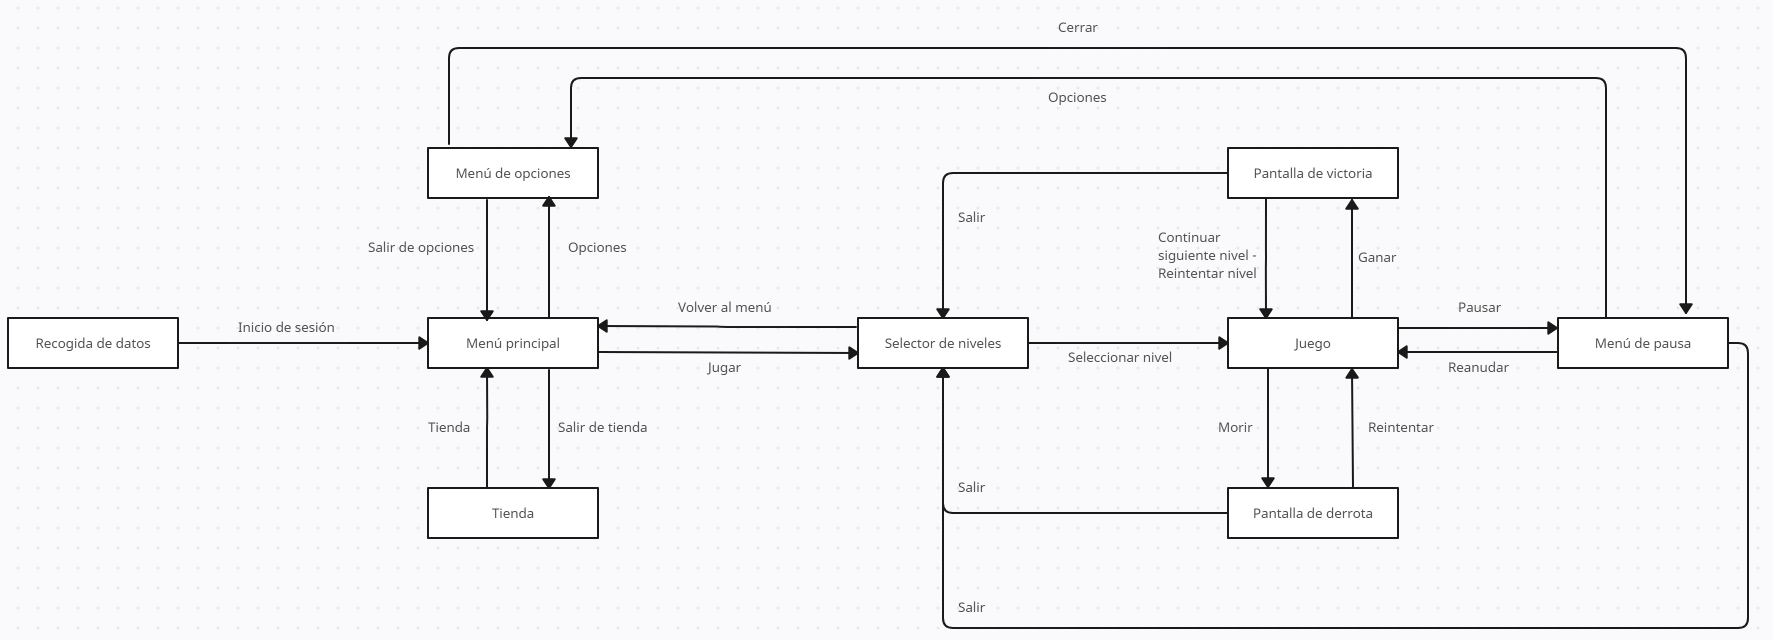 Cerrar
Opciones
Menú de opciones
Pantalla de victoria
Salir
Salir de opciones
Opciones
Continuar
siguiente nivel -
Reintentar nivel
Ganar
Volver al menú
Pausar
Inicio de sesión
Recogida de datos
Menú principal
Selector de niveles
Juego
Menú de pausa
Jugar
Seleccionar nivel
Reanudar
Tienda
Salir de tienda
Morir
Reintentar
Salir
Tienda
Pantalla de derrota
Salir